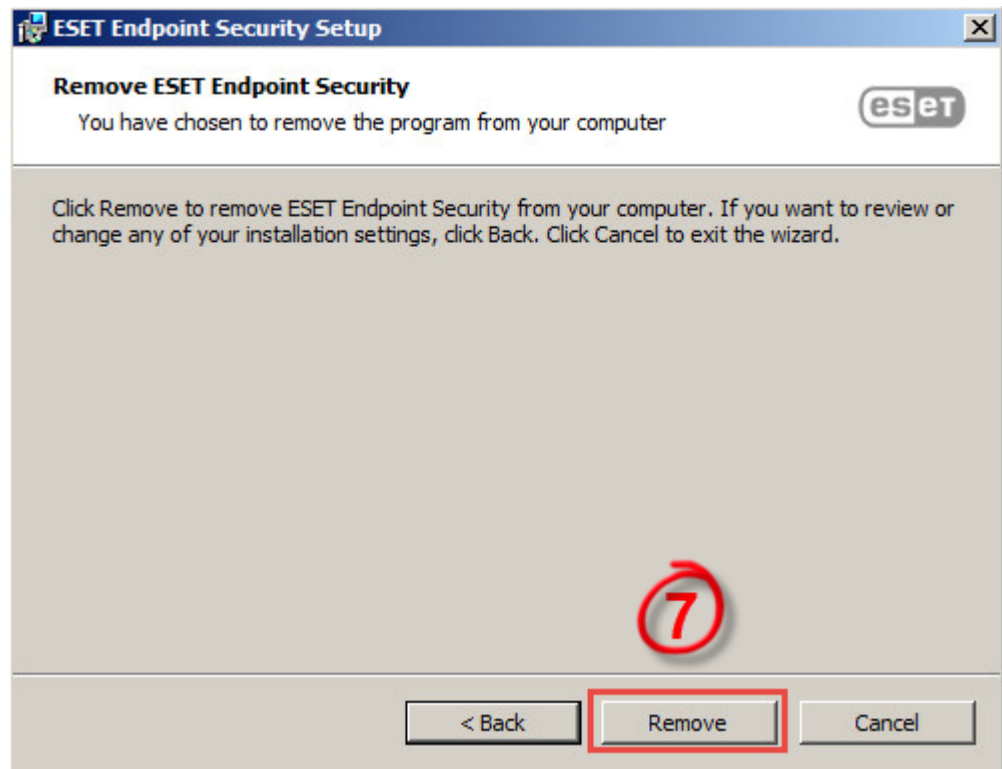 ESET Endpoint Security Setup
Remove ESET Endpoint Security
You have chosen to remove the program from your computer
eseT
Click Remove to remove ESET Endpoint Security from your computer. If you want to review or
change any of your installation settings, click Back. Click Cancel to exit the wizard.
7
< Back
Remove
Cancel